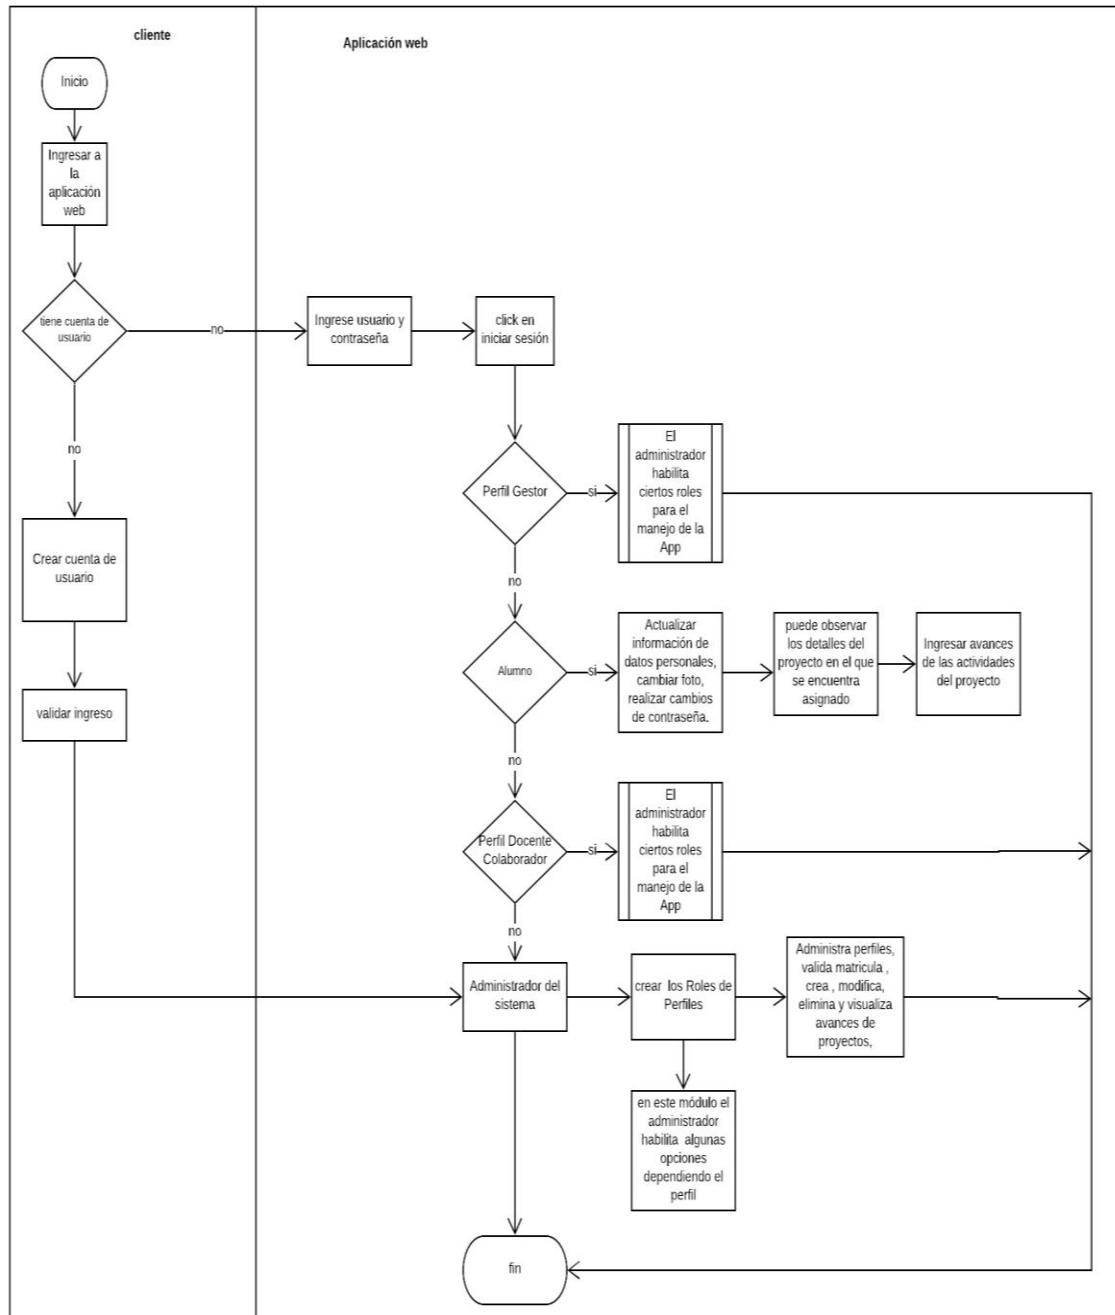 cliente
Aplicación web
Inicio
Ingresar a
la
aplicación
web
tiene cuenta de
usuario
no
Ingrese usuario y
contraseña
click en
iniciar sesión
no
Crear cuenta de
usuario
validar ingreso
Perfil Gestor
si
El
administrador
habilita
ciertos roles
para el
manejo de la
App
no
Alumno
si
Actualizar
información de
datos personales,
cambiar foto,
realizar cambios
de contraseña.
puede observar
los detalles del
proyecto en el que
se encuentra
asignado
Ingresar avances
de las actividades
del proyecto
no
Perfil Docente
Colaborador
si
El
administrador
habilita
ciertos roles
para el
manejo de la
App
no
Administrador del
sistema
crear los Roles de
Perfiles
Administra perfiles,
valida matricula ,
crea , modifica,
elimina y visualiza
avances de
proyectos,
en este módulo el
administrador
habilita algunas
opciones
dependiendo el
perfil
fin